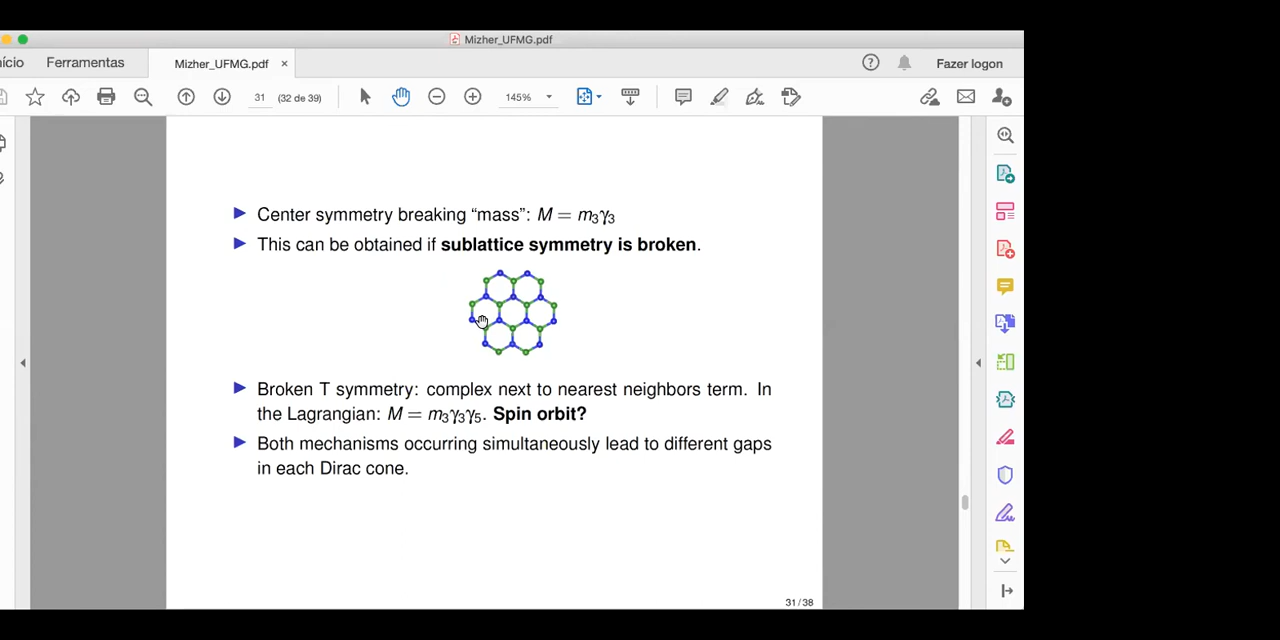 Mizher_UFMG.pdf
ício
Ferramentas
Mizher_UFMG.pdf ×
Fazer logon
31 (32 de 39)
145%
► Center symmetry breaking “mass”: M = m₃γ₃
► This can be obtained if sublattice symmetry is broken.
► Broken T symmetry: complex next to nearest neighbors term. In
the Lagrangian: M = m₃γ₃γ₅. Spin orbit?
► Both mechanisms occurring simultaneously lead to different gaps
in each Dirac cone.
31/38